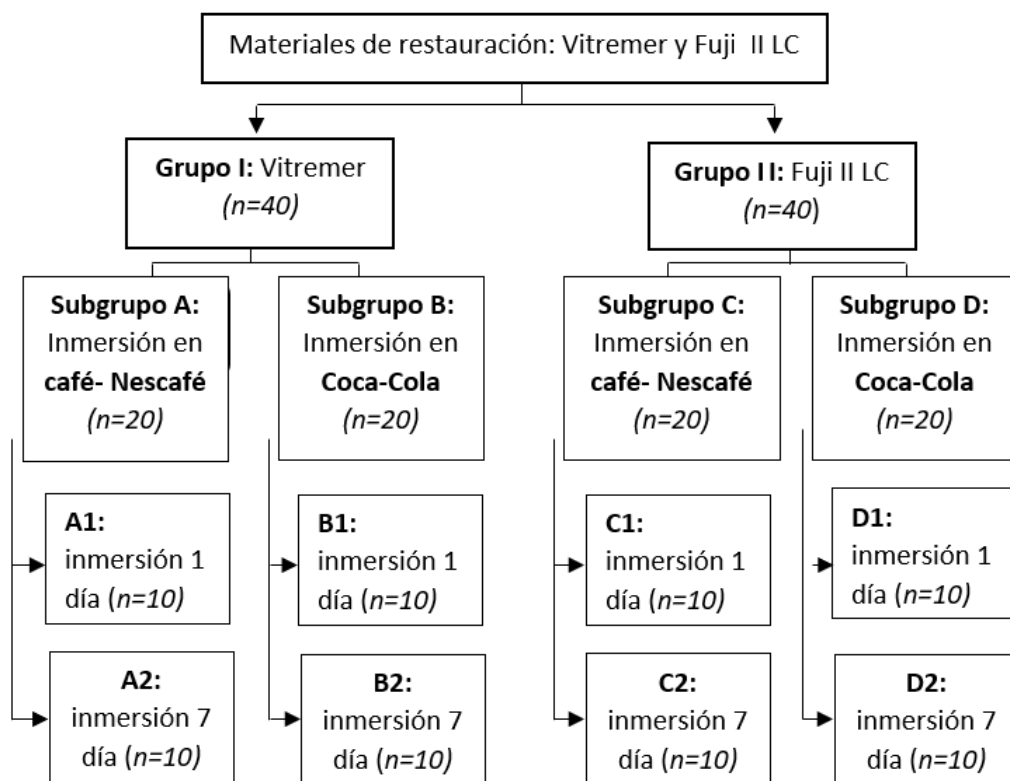 Materiales de restauración: Vitremer y Fuji II LC
Grupo I: Vitremer
(n=40)
Grupo II: Fuji II LC
(n=40)
Subgrupo A:
Inmersión en
café- Nescafé
(n=20)
Subgrupo B:
Inmersión en
Coca-Cola
(n=20)
Subgrupo C:
Inmersión en
café- Nescafé
(n=20)
Subgrupo D:
Inmersión en
Coca-Cola
(n=20)
A1:
inmersión 1
día (n=10)
B1:
inmersión 1
día (n=10)
C1:
inmersión 1
día (n=10)
D1:
inmersión 1
día (n=10)
A2:
inmersión 7
día (n=10)
B2:
inmersión 7
día (n=10)
C2:
inmersión 7
día (n=10)
D2:
inmersión 7
día (n=10)